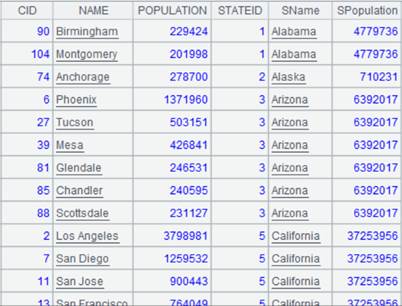 CID NAME POPULATION STATEID SName SPopulation
90 Birmingham 229424 1 Alabama 4779736
104 Montgomery 201998 1 Alabama 4779736
74 Anchorage 278700 2 Alaska 710231
6 Phoenix 1371960 3 Arizona 6392017
27 Tucson 503151 3 Arizona 6392017
39 Mesa 426841 3 Arizona 6392017
81 Glendale 246531 3 Arizona 6392017
85 Chandler 240595 3 Arizona 6392017
88 Scottsdale 231127 3 Arizona 6392017
2 Los Angeles 3798981 5 California 37253956
7 San Diego 1259532 5 California 37253956
11 San Jose 900443 5 California 37253956
13 San Francisco 764049 5 California 37253956